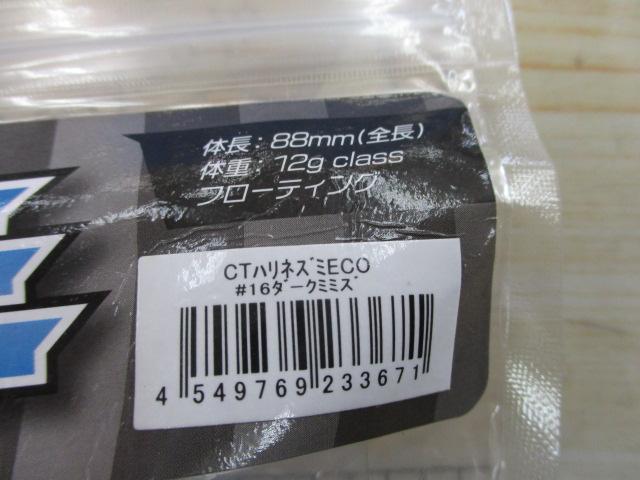 体長：88mm(全長)
体重：12g class
フローティング
CTﾊﾘﾈｽﾞﾐECO
#16ﾀﾞｰｸﾐﾐｽﾞ
4 549769 233671